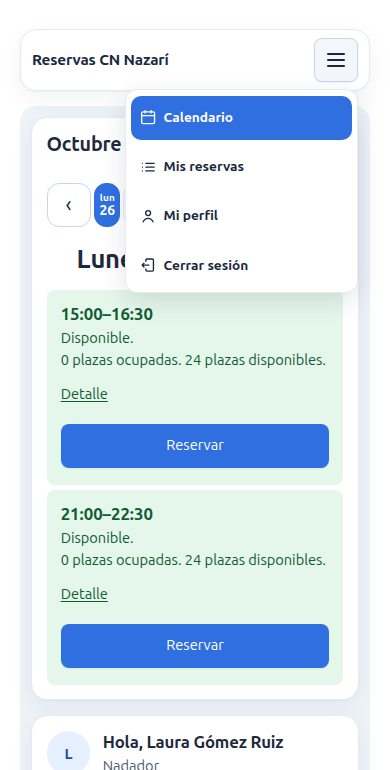 Reservas CN Nazarí
Calendario
Mis reservas
Mi perfil
Cerrar sesión
Octubre
‹
lun
26
15:00–16:30
Disponible.
0 plazas ocupadas. 24 plazas disponibles.
Detalle
Reservar
21:00–22:30
Disponible.
0 plazas ocupadas. 24 plazas disponibles.
Detalle
Reservar
L
Hola, Laura Gómez Ruiz
Nadador